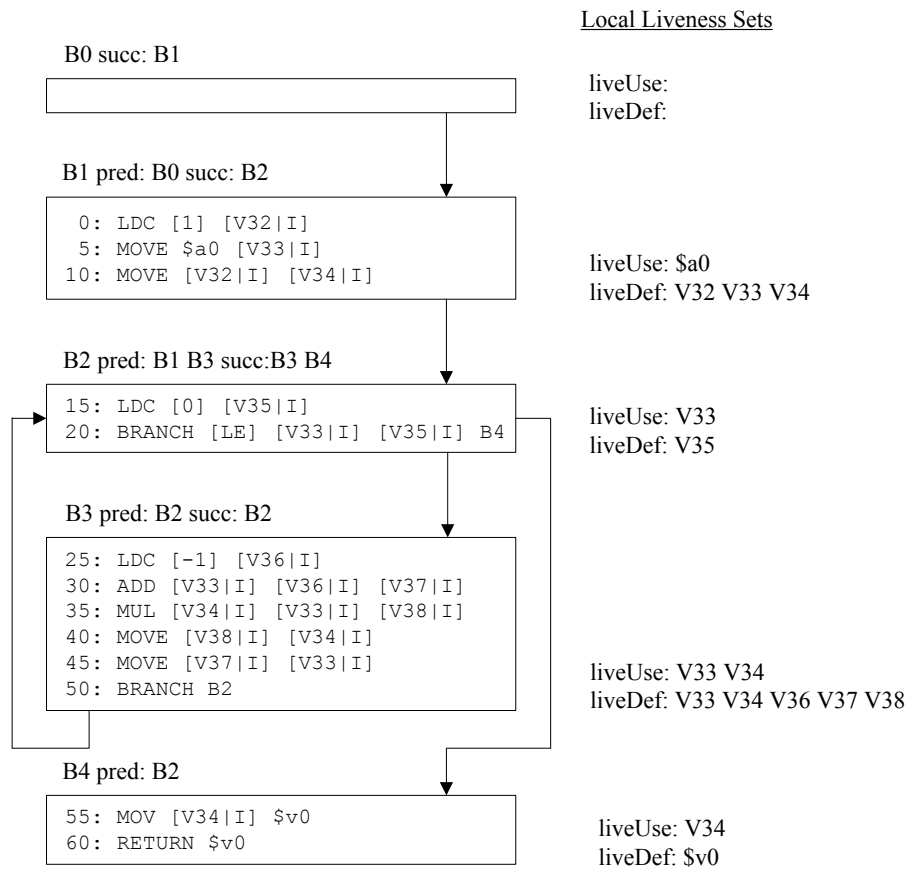 Local Liveness Sets
B0 succ: B1
liveUse:
liveDef:
B1 pred: B0 succ: B2
0: LDC [1] [V32|I]
5: MOVE $a0 [V33|I]
10: MOVE [V32|I] [V34|I]
liveUse: $a0
liveDef: V32 V33 V34
B2 pred: B1 B3 succ:B3 B4
15: LDC [0] [V35|I]
20: BRANCH [LE] [V33|I] [V35|I] B4
liveUse: V33
liveDef: V35
B3 pred: B2 succ: B2
25: LDC [-1] [V36|I]
30: ADD [V33|I] [V36|I] [V37|I]
35: MUL [V34|I] [V33|I] [V38|I]
40: MOVE [V38|I] [V34|I]
45: MOVE [V37|I] [V33|I]
50: BRANCH B2
liveUse: V33 V34
liveDef: V33 V34 V36 V37 V38
B4 pred: B2
55: MOV [V34|I] $v0
60: RETURN $v0
liveUse: V34
liveDef: $v0